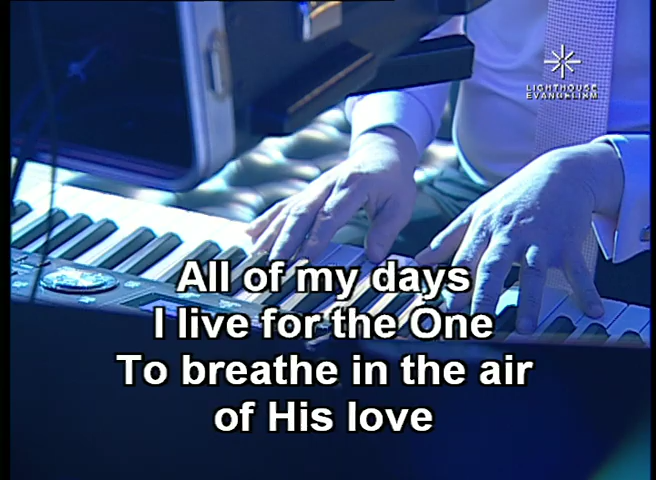 LIGHTHOUSE
EVANGELISM
All of my days
I live for the One
To breathe in the air
of His love